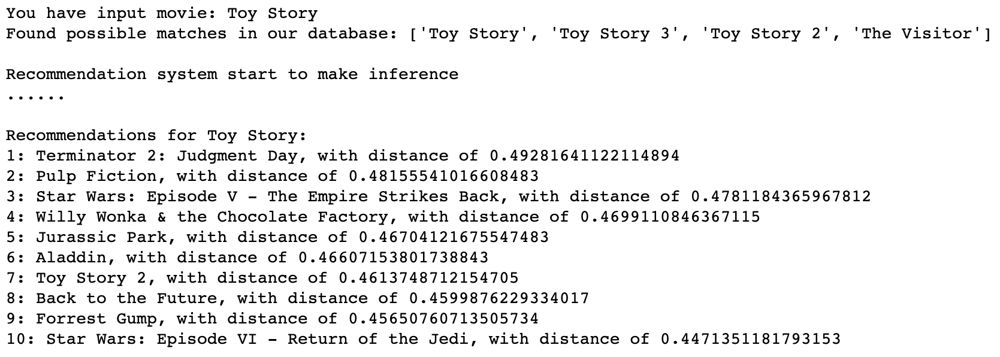 You have input movie: Toy Story
Found possible matches in our database: ['Toy Story', 'Toy Story 3', 'Toy Story 2', 'The Visitor']
Recommendation system start to make inference
......
Recommendations for Toy Story:
1: Terminator 2: Judgment Day, with distance of 0.49281641122114894
2: Pulp Fiction, with distance of 0.48155541016608483
3: Star Wars: Episode V - The Empire Strikes Back, with distance of 0.4781184365967812
4: Willy Wonka & the Chocolate Factory, with distance of 0.4699110846367115
5: Jurassic Park, with distance of 0.46704121675547483
6: Aladdin, with distance of 0.46607153801738843
7: Toy Story 2, with distance of 0.4613748712154705
8: Back to the Future, with distance of 0.4599876229334017
9: Forrest Gump, with distance of 0.45650760713505734
10: Star Wars: Episode VI - Return of the Jedi, with distance of 0.4471351181793153